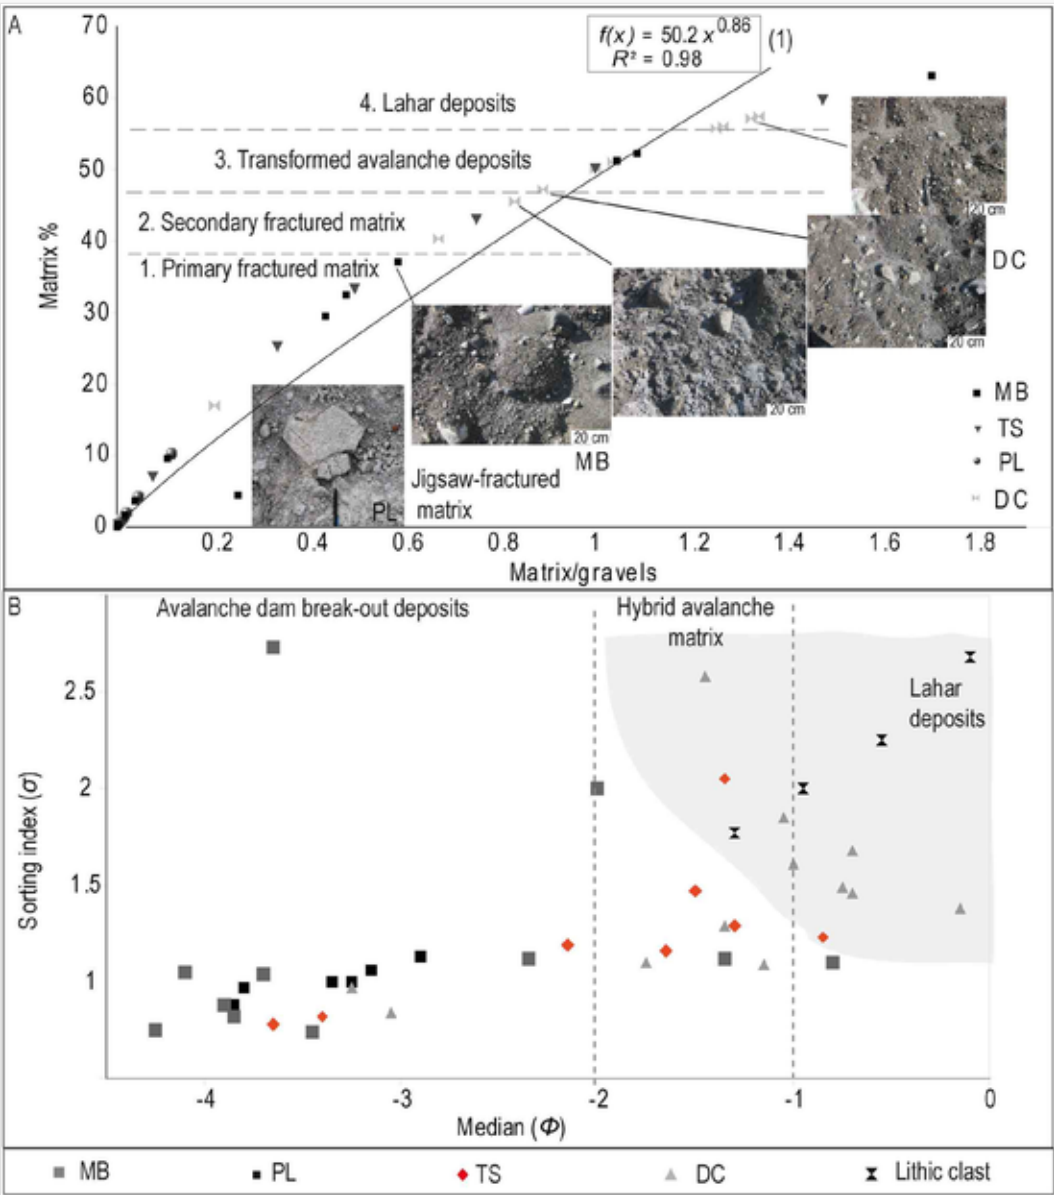 A
70
60
50
40
30
20
10
0
Matrrix %
f(x) = 50.2 x^0.86
R² = 0.98
(1)
4. Lahar deposits
3. Transformed avalanche deposits
2. Secondary fractured matrix
1. Primary fractured matrix
20 cm
DC
20 cm
20 cm
20 cm
MB
PL
Jigsaw-fractured
matrix
MB
TS
PL
DC
0.2 0.4 0.6 0.8 1 1.2 1.4 1.6 1.8
Matrix/gravels
B
Avalanche dam break-out deposits
Hybrid avalanche
matrix
Lahar
deposits
2.5
2
1.5
1
Sorting index (σ)
-4 -3 -2 -1 0
Median (Φ)
MB PL TS DC Lithic clast